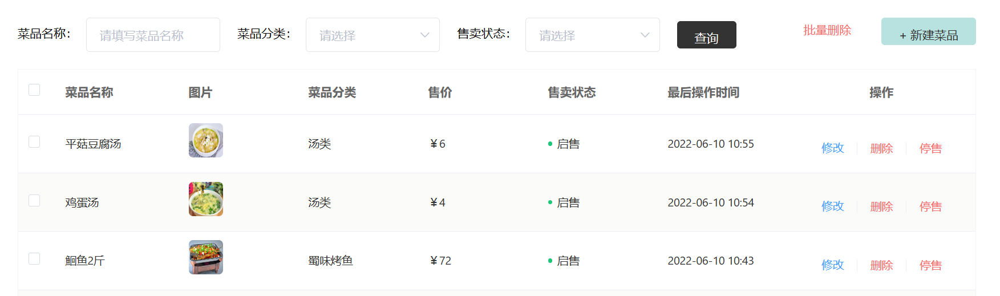 菜品名称： 请填写菜品名称 菜品分类： 请选择 售卖状态： 请选择 查询 批量删除 + 新建菜品
菜品名称 图片 菜品分类 售价 售卖状态 最后操作时间 操作
平菇豆腐汤 汤类 ￥6 启售 2022-06-10 10:55 修改 删除 停售
鸡蛋汤 汤类 ￥4 启售 2022-06-10 10:54 修改 删除 停售
鮰鱼2斤 蜀味烤鱼 ￥72 启售 2022-06-10 10:43 修改 删除 停售